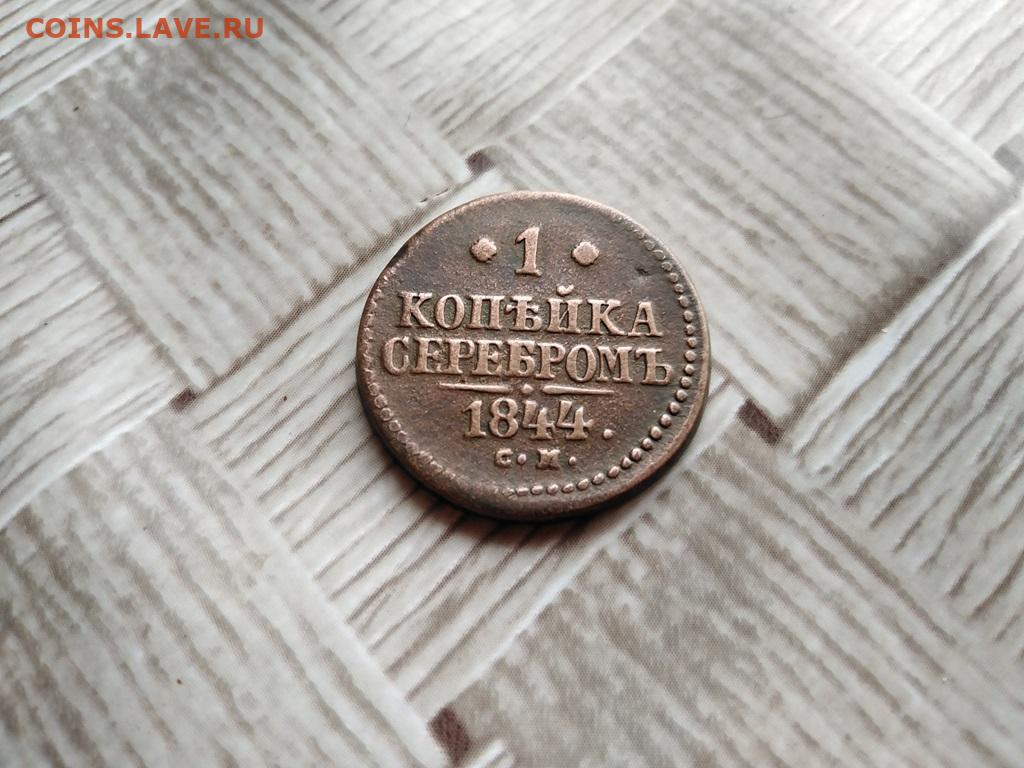 COINS.LAVE.RU
1
КОПѢЙКА
СЕРЕБРОМЪ
1844.
С.М.